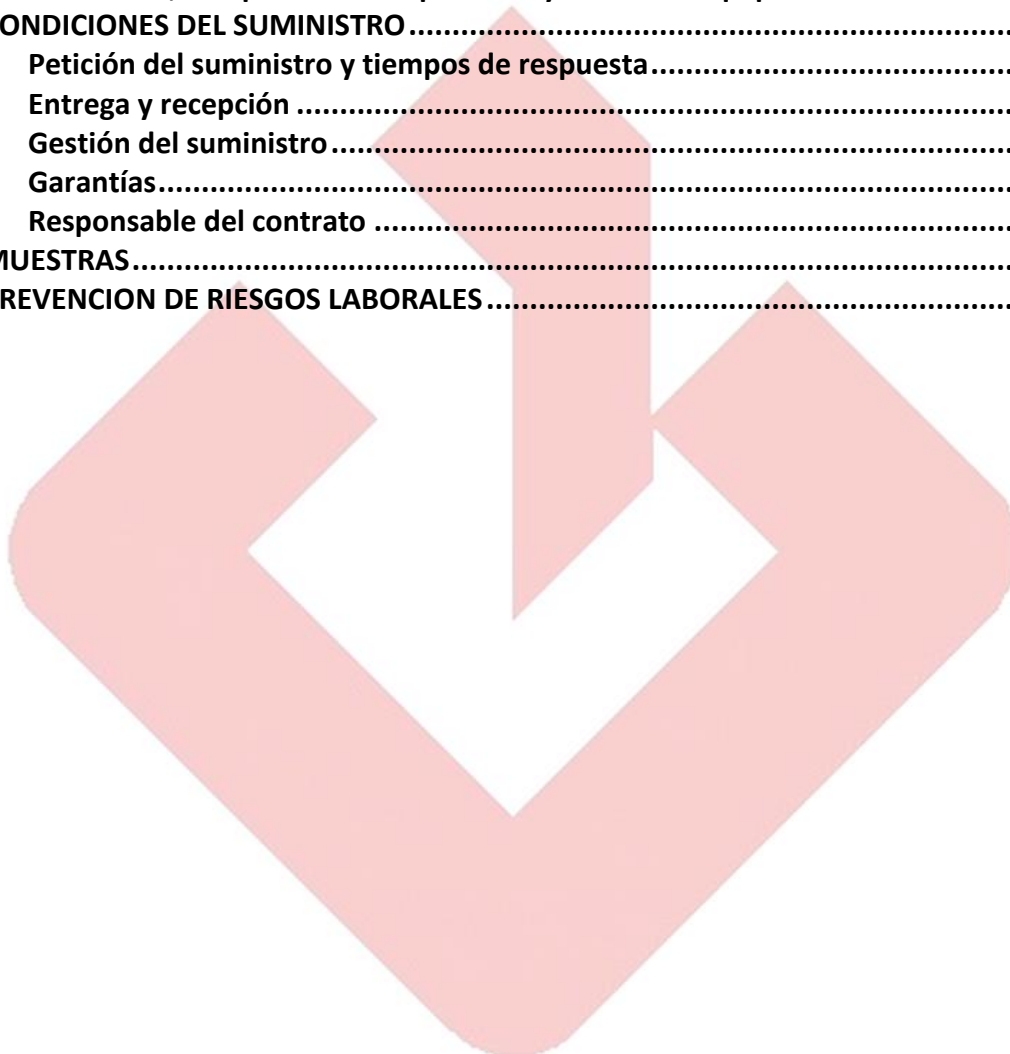 ONDICIONES DEL SUMINISTRO
Petición del suministro y tiempos de respuesta
Entrega y recepción
Gestión del suministro
Garantías
Responsable del contrato
MUESTRAS
REVENCION DE RIESGOS LABORALES